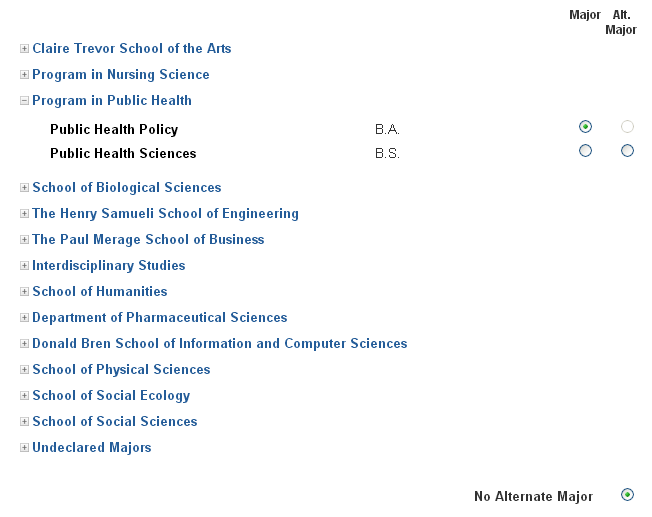 Major Alt.
Major
Claire Trevor School of the Arts
Program in Nursing Science
Program in Public Health
Public Health Policy B.A.
Public Health Sciences B.S.
School of Biological Sciences
The Henry Samueli School of Engineering
The Paul Merage School of Business
Interdisciplinary Studies
School of Humanities
Department of Pharmaceutical Sciences
Donald Bren School of Information and Computer Sciences
School of Physical Sciences
School of Social Ecology
School of Social Sciences
Undeclared Majors
No Alternate Major